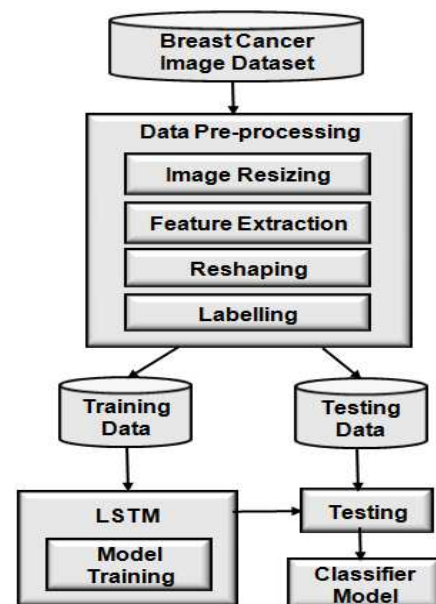 Breast Cancer
Image Dataset
Data Pre-processing
Image Resizing
Feature Extraction
Reshaping
Labelling
Training
Data
Testing
Data
LSTM
Model
Training
Testing
Classifier
Model